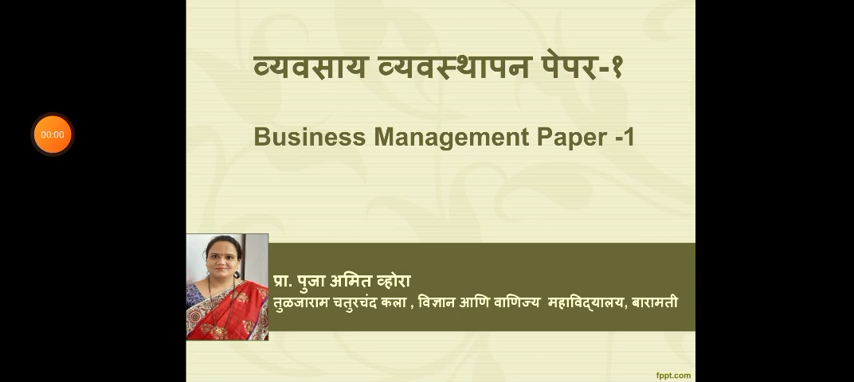 व्यवसाय व्यवस्थापन पेपर-१
Business Management Paper -1
00:00
प्रा. पुजा अमित व्होरा
तुळजाराम चतुरचंद कला , विज्ञान आणि वाणिज्य महाविद्यालय, बारामती
fppt.com